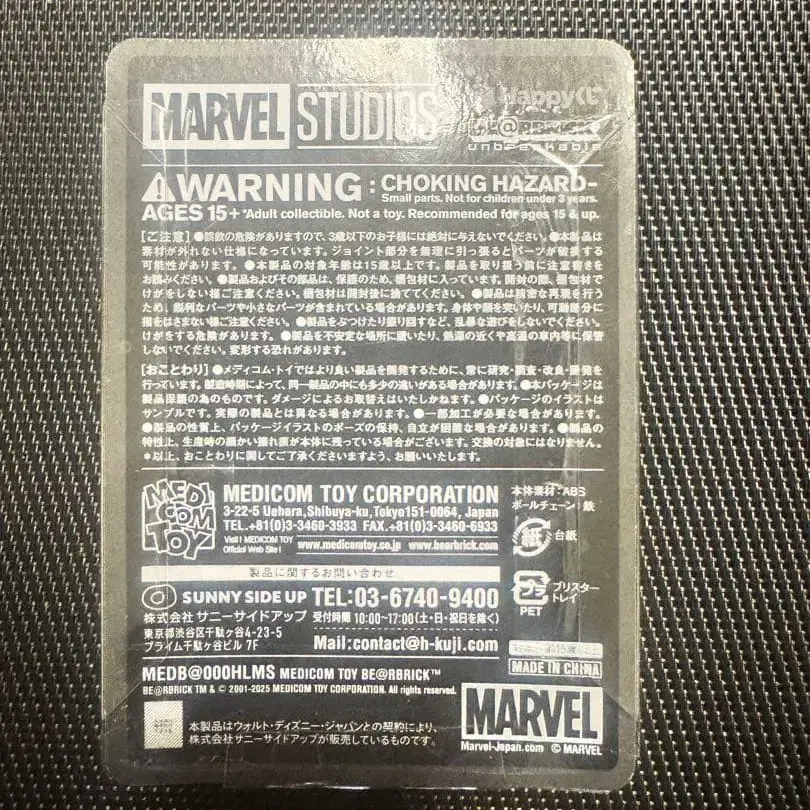 MARVEL STUDIOS
Happyくじ
BE@RBRICK
unbreakable
WARNING : CHOKING HAZARD-
Small parts. Not for children under 3 years.
AGES 15+ *Adult collectible. Not a toy. Recommended for ages 15 & up.
[ご注意] ●誤飲の危険がありますので、3歳以下のお子様には絶対に与えないでください。●本製品は
素材が外れない仕様になっています。ジョイント部分を無理に引っ張るとパーツが破損する
可能性があります。●本製品の対象年齢は15歳以上です。製品を取り扱う前に注意書きを
お読みください。●製品およびその部品は、保護のため、梱包材に入っています。開封の際、梱包材で
けがをしない様ご注意ください。梱包材は開封後に捨ててください。●製品は精密な再現を行う
ため、鋭利なパーツや小さなパーツが含まれている場合があります。身体や顔を突いたり、可動部分に
指をはさまない様ご注意ください。●製品をぶつけたり振り回すなど、乱暴な遊びをしないでください。
けがをする危険があります。●製品を不安定な場所に置いたり、熱源の近くや高温の車内等に保管
しないでください。変形する恐れがあります。
[おことわり] ●メディコム・トイではより良い製品を開発するために、常に研究・調査・改良・開発を
行っています。製造時期によって、同一製品の中にも多少の違いがある場合があります。●本パッケージは
製品保護の為のものです。ダメージによるお取替えはいたしかねます。●パッケージのイラストは
サンプルです。実際の製品とは異なる場合があります。●一部加工が必要な場合があります。
●製品の性質上、パッケージイラストのポーズの保持、自立が困難な場合があります。●製品の
特性上、生産時の細かい擦れ痕が本体に残っている場合がございます。交換の対象にはなりません。
*以上、おことわりに関してご了承くださいますよう、お願いいたします。
MEDICOM TOY
MEDICOM TOY CORPORATION
3-22-5 Uehara,Shibuya-ku,Tokyo151-0064, Japan
TEL.+81(0)3-3460-3933 FAX.+81(0)3-3460-6933
Visit ! MEDICOM TOY
Official Web Site !
www.medicomtoy.co.jp www.bearbrick.com
本体素材：ABS
ボールチェーン：鉄
紙 台紙
プラ ブリスター
トレイ
PET
製品に関するお問い合わせ
SUNNY SIDE UP TEL:03-6740-9400
株式会社 サニーサイドアップ 受付時間 10:00~17:00(土・日・祝日を除く)
東京都渋谷区千駄ヶ谷4-23-5
プライム千駄ヶ谷ビル 7F
Mail:contact@h-kuji.com
MADE IN CHINA
MEDB@000HLMS MEDICOM TOY BE@RBRICK™
BE@RBRICK TM & © 2001-2025 MEDICOM TOY CORPORATION. All rights reserved.
本製品はウォルト・ディズニー・ジャパンとの契約により、
株式会社サニーサイドアップが販売しているものです。
MARVEL
Marvel-Japan.com © MARVEL